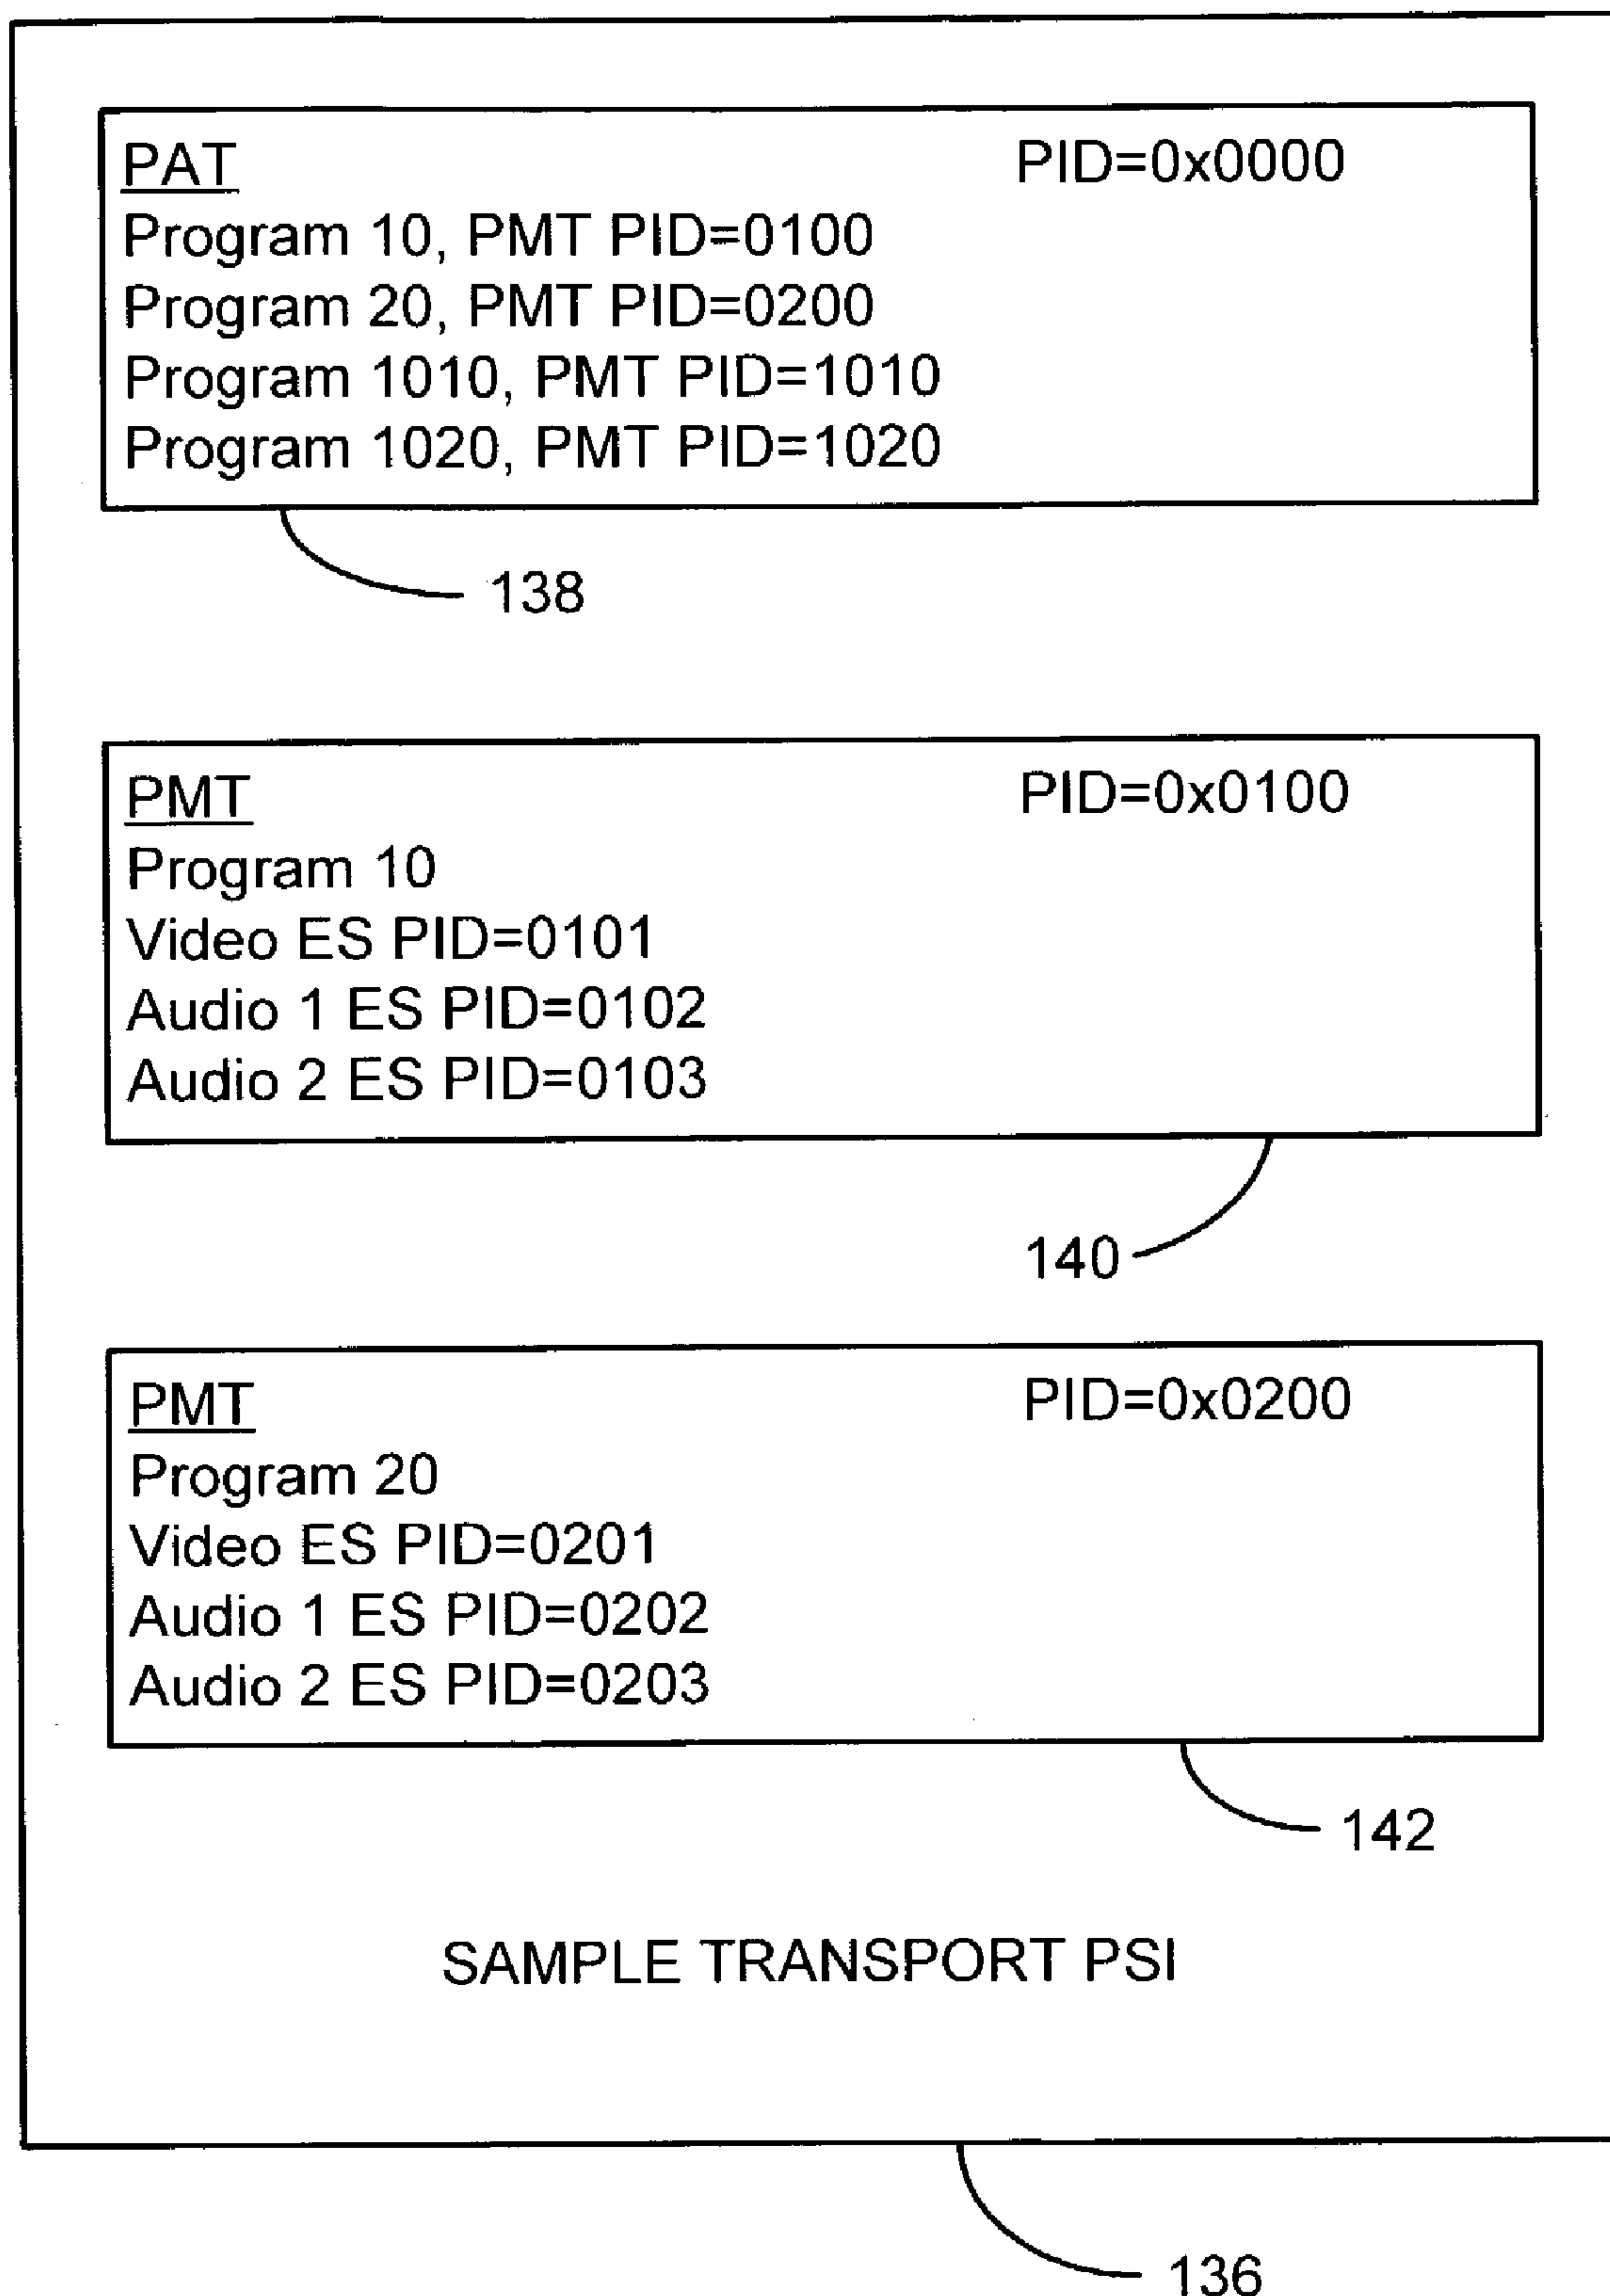 PAT PID=0x0000
Program 10, PMT PID=0100
Program 20, PMT PID=0200
Program 1010, PMT PID=1010
Program 1020, PMT PID=1020
138
PMT PID=0x0100
Program 10
Video ES PID=0101
Audio 1 ES PID=0102
Audio 2 ES PID=0103
140
PMT PID=0x0200
Program 20
Video ES PID=0201
Audio 1 ES PID=0202
Audio 2 ES PID=0203
142
SAMPLE TRANSPORT PSI
136